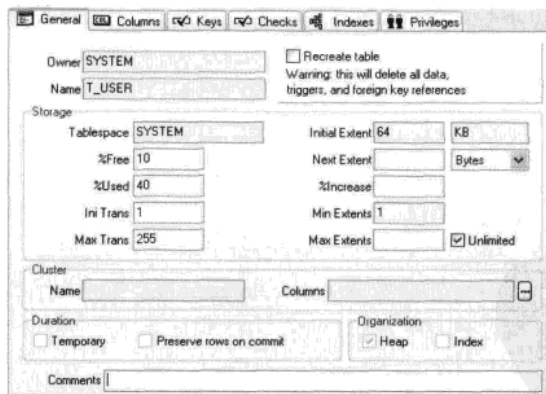 General Columns Keys Checks Indexes Privileges
Owner SYSTEM
Name T_USER
Recreate table
Warning: this will delete all data,
triggers, and foreign key references
Storage
Tablespace SYSTEM
%Free 10
%Used 40
Ini Trans 1
Max Trans 255
Initial Extent 64 KB
Next Extent Bytes
%Increase
Min Extents 1
Max Extents Unlimited
Cluster
Name Columns
Duration
Temporary Preserve rows on commit
Organization
Heap Index
Comments